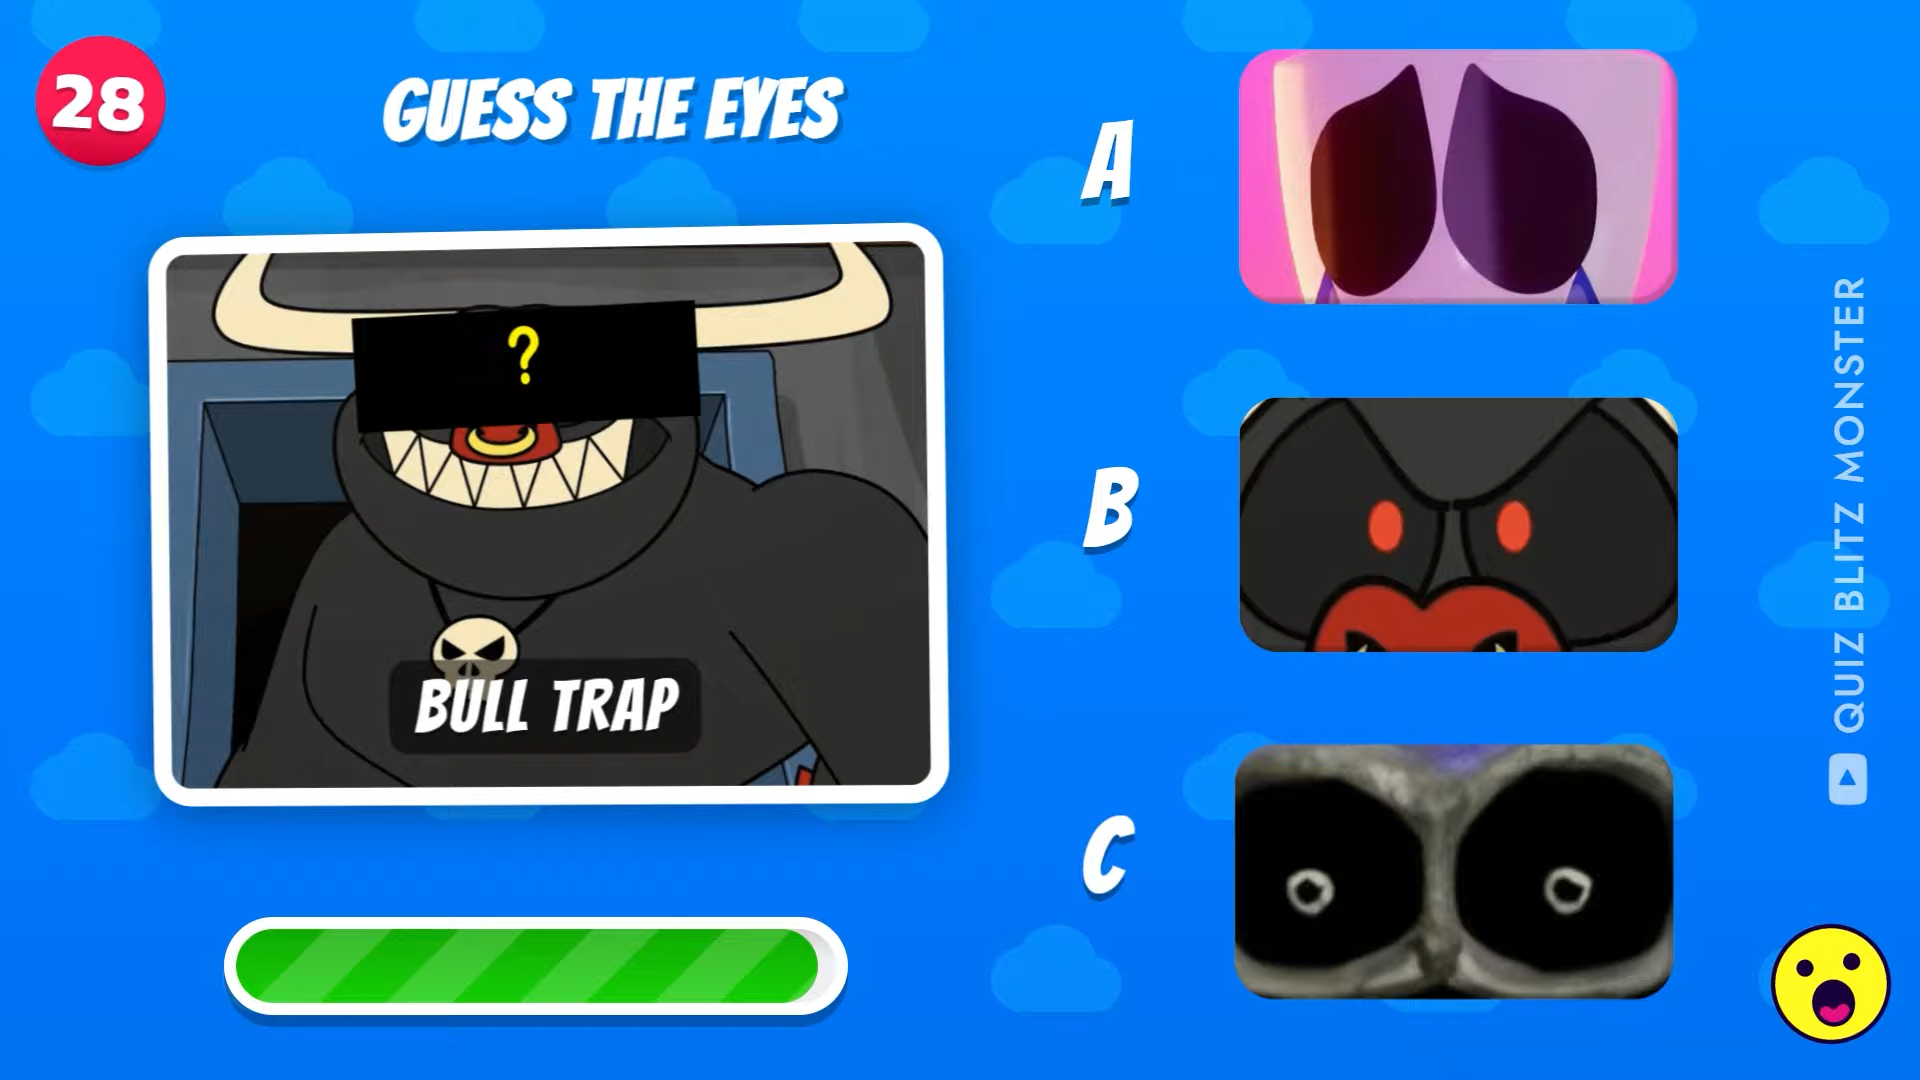 28
GUESS THE EYES
?
BULL TRAP
A
B
C
QUIZ BLITZ MONSTER